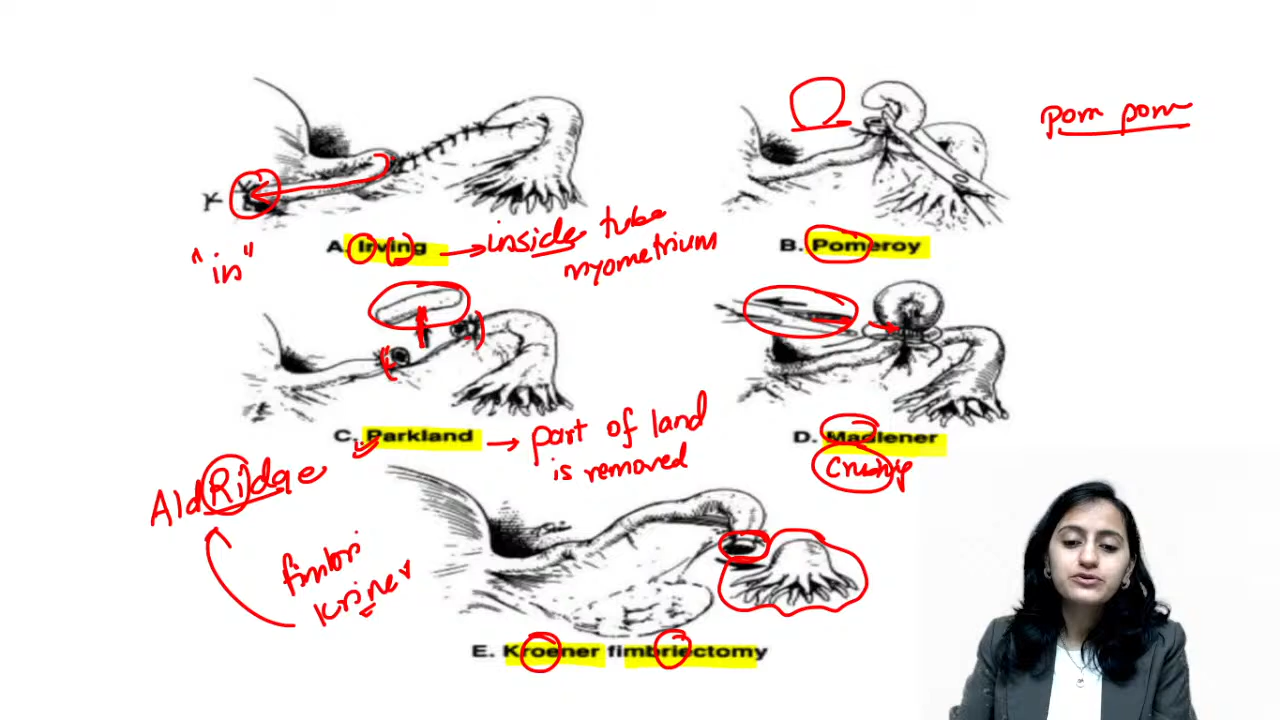 pom pom
A. Irving
"in"
inside tube
myometrium
B. Pomeroy
C. Parkland
part of land
is removed
D. Madlener
AldRidge
fimbri
kriner
E. Kroener fimbriectomy